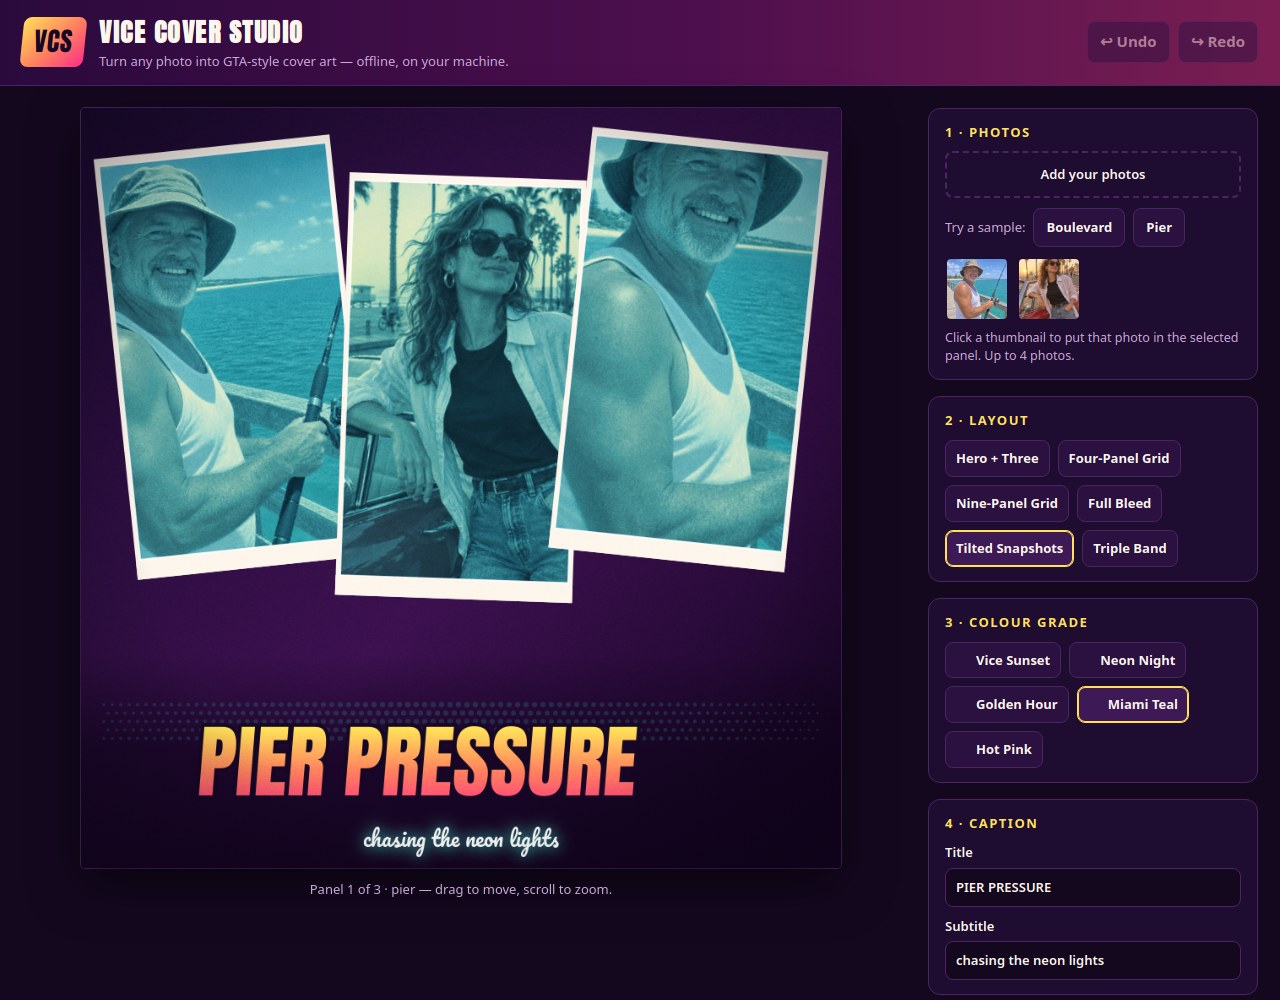 VCS
VICE COVER STUDIO
Turn any photo into GTA-style cover art — offline, on your machine.
↩ Undo
↪ Redo
PIER PRESSURE
chasing the neon lights
Panel 1 of 3 · pier — drag to move, scroll to zoom.
1 · PHOTOS
Add your photos
Try a sample:
Boulevard
Pier
Click a thumbnail to put that photo in the selected
panel. Up to 4 photos.
2 · LAYOUT
Hero + Three
Four-Panel Grid
Nine-Panel Grid
Full Bleed
Tilted Snapshots
Triple Band
3 · COLOUR GRADE
Vice Sunset
Neon Night
Golden Hour
Miami Teal
Hot Pink
4 · CAPTION
Title
PIER PRESSURE
Subtitle
chasing the neon lights